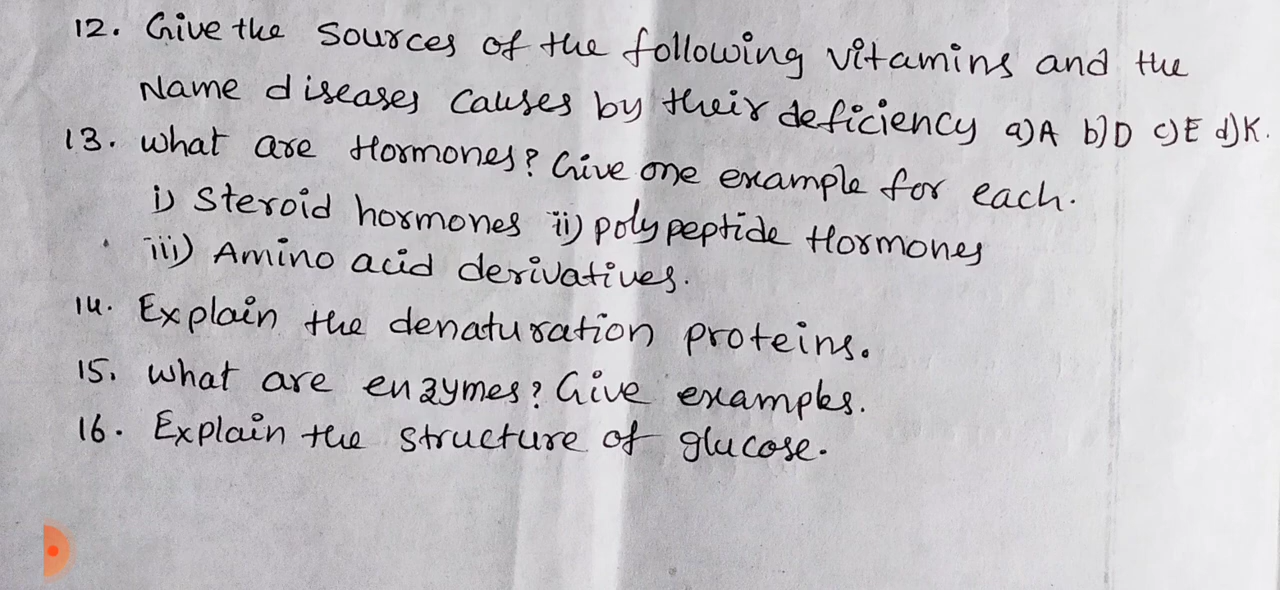 12. Give the sources of the following vitamins and the
Name diseases causes by their deficiency a)A b)D c)E d)K.
13. what are Hormones? Give one example for each.
i) Steroid hormones ii) polypeptide Hormones
iii) Amino acid derivatives.
14. Explain the denaturation proteins.
15. what are enzymes? Give examples.
16. Explain the structure of glucose.